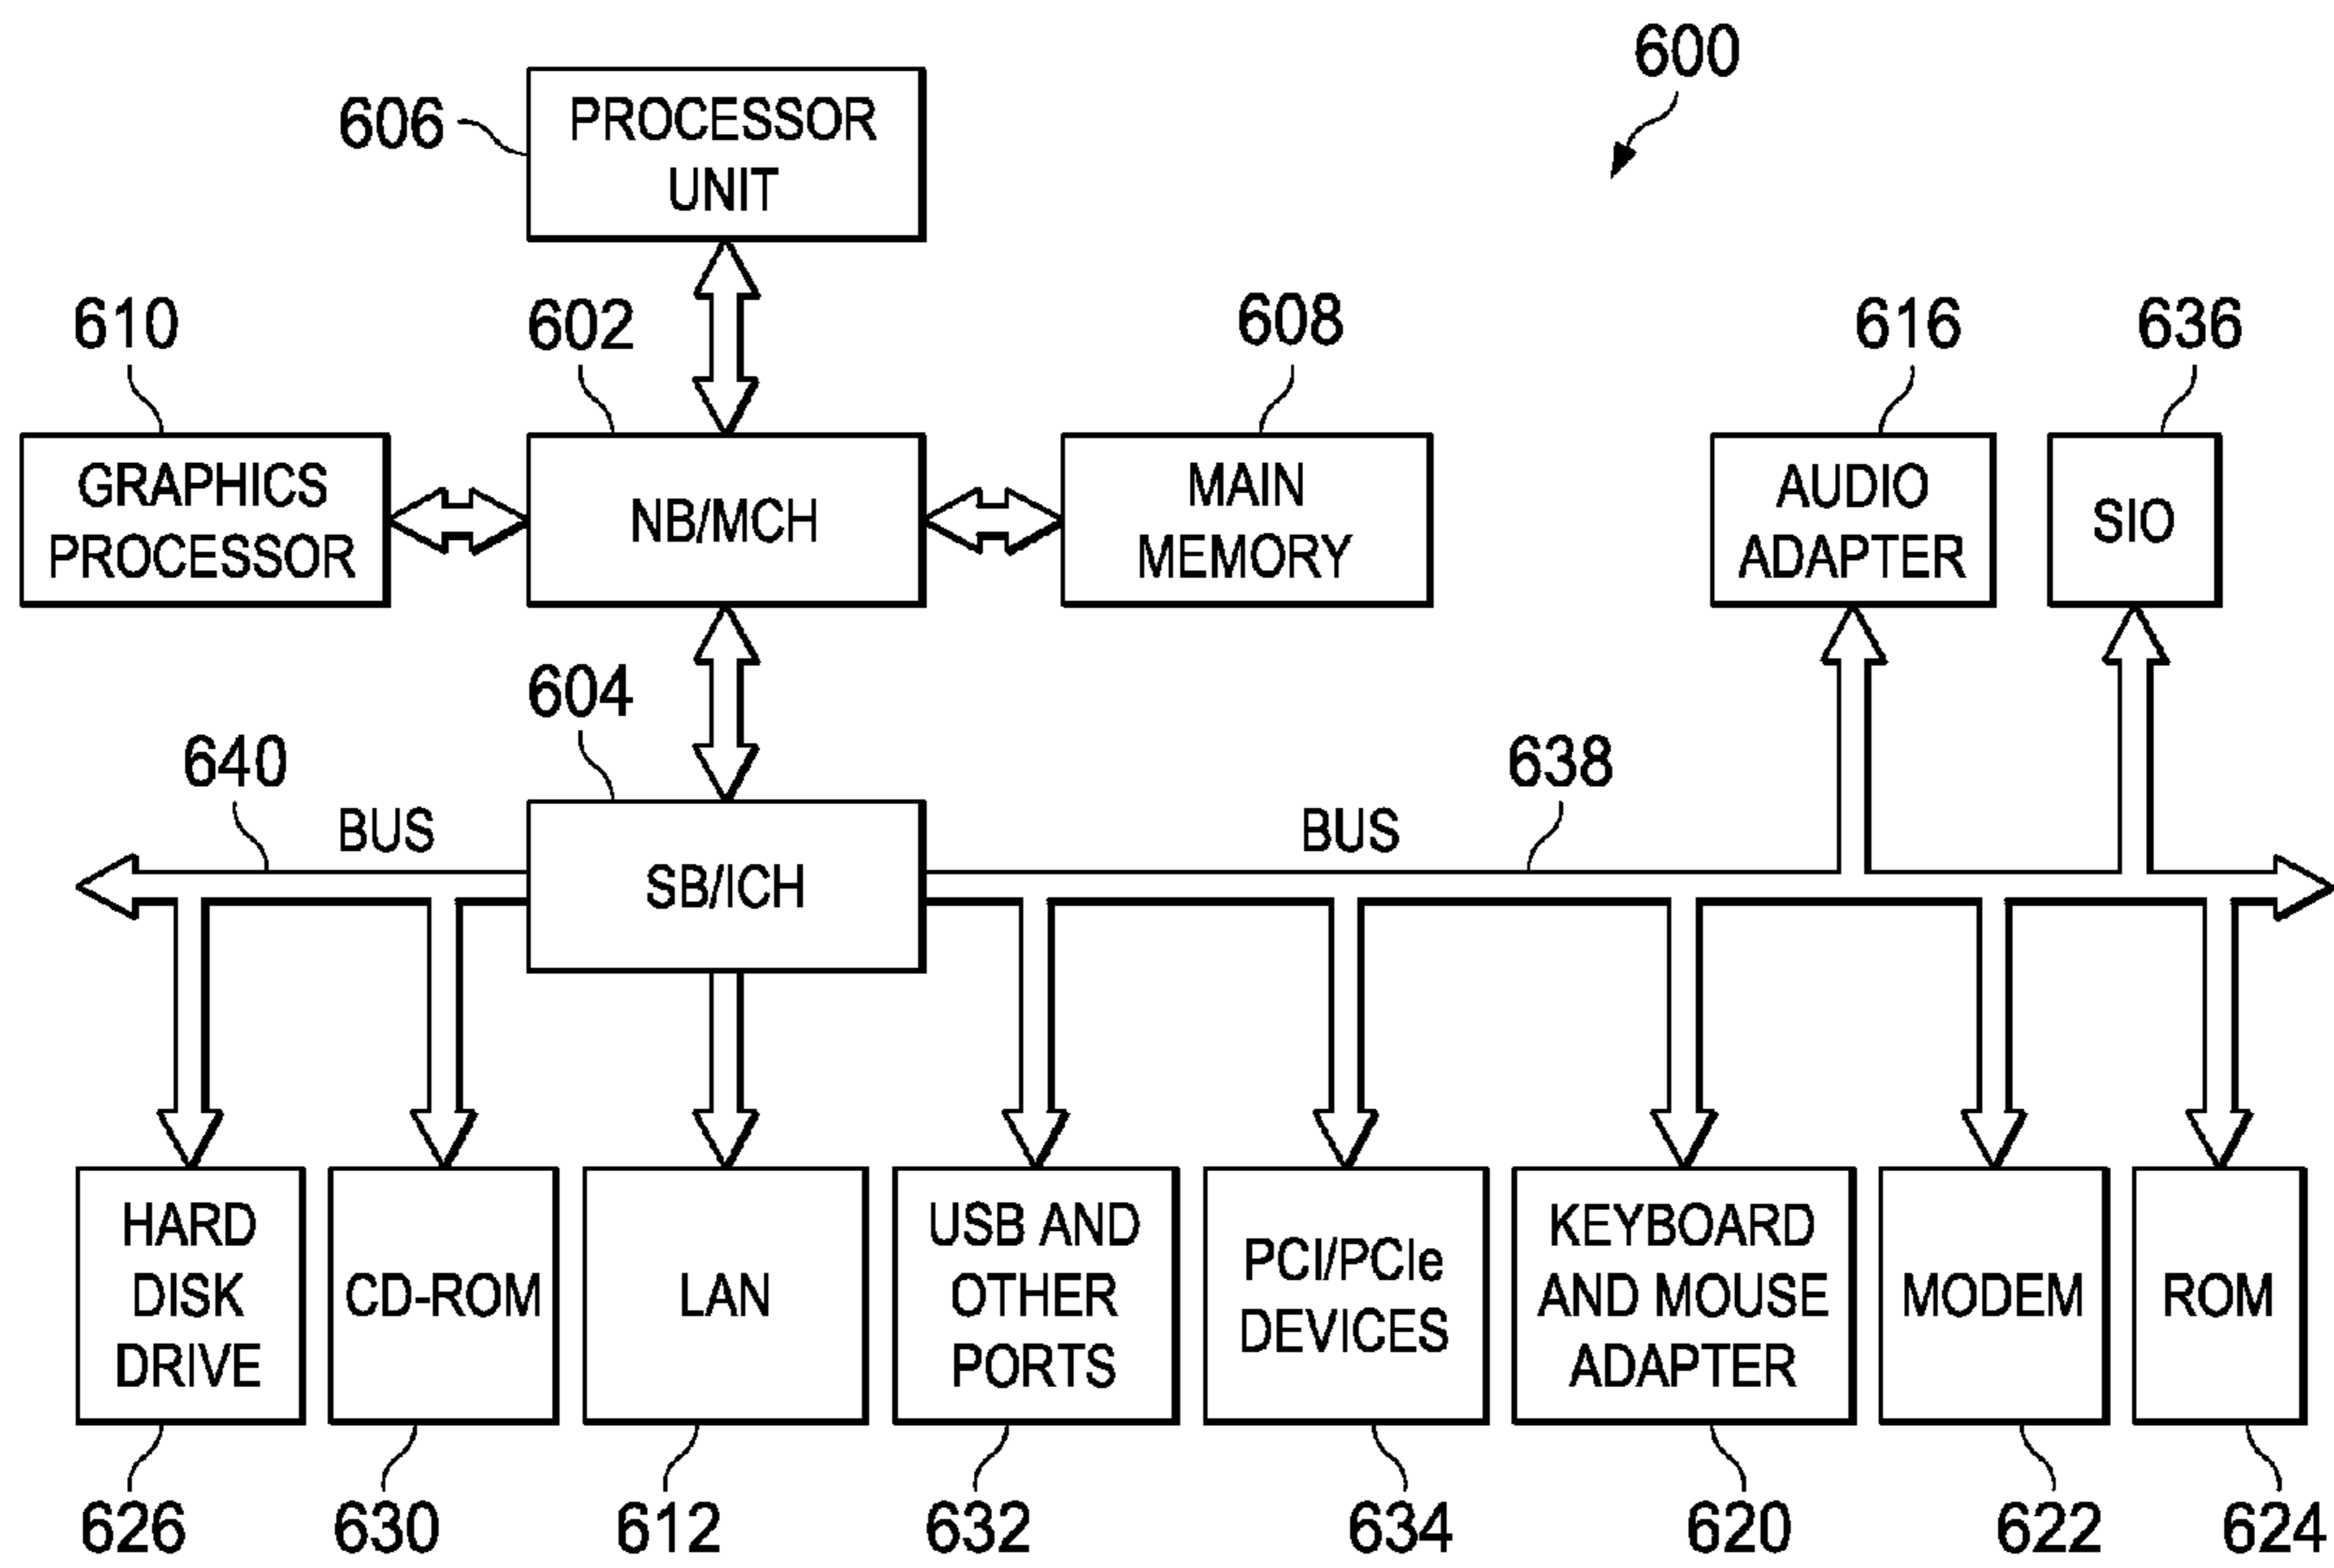 600
606
PROCESSOR
UNIT
610
602
608
616
636
GRAPHICS
PROCESSOR
NB/MCH
MAIN
MEMORY
AUDIO
ADAPTER
SIO
604
640
BUS
638
BUS
SB/ICH
HARD
DISK
DRIVE
CD-ROM
LAN
USB AND
OTHER
PORTS
PCI/PCIe
DEVICES
KEYBOARD
AND MOUSE
ADAPTER
MODEM
ROM
626
630
612
632
634
620
622
624